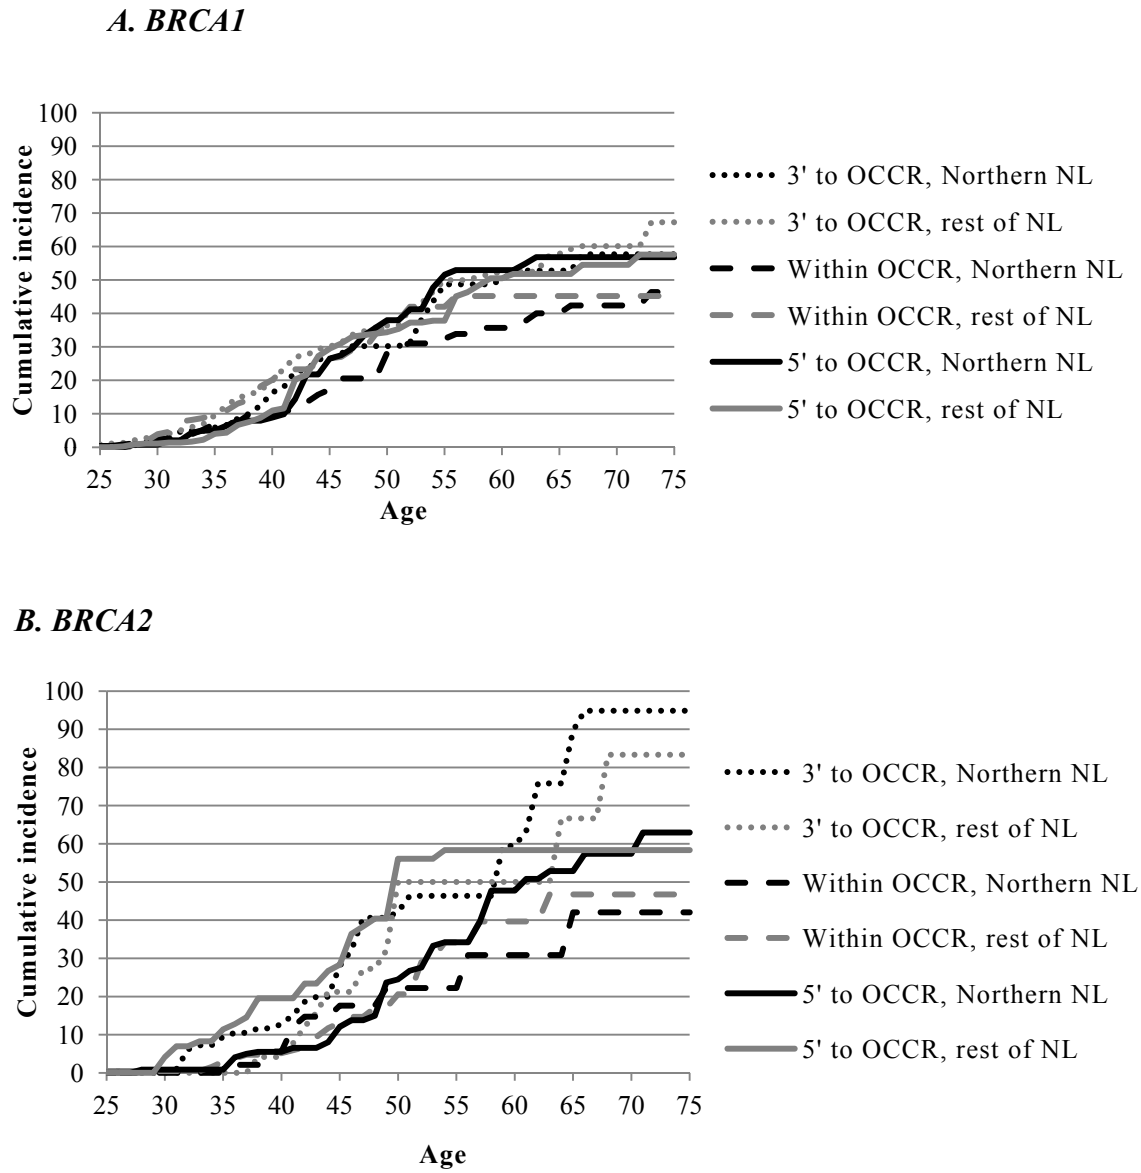 A. BRCA1
100
90
80
70
60
50
40
30
20
10
0
Cumulative incidence
25 30 35 40 45 50 55 60 65 70 75
Age
3' to OCCR, Northern NL
3' to OCCR, rest of NL
Within OCCR, Northern NL
Within OCCR, rest of NL
5' to OCCR, Northern NL
5' to OCCR, rest of NL
B. BRCA2
100
90
80
70
60
50
40
30
20
10
0
Cumulative incidence
25 30 35 40 45 50 55 60 65 70 75
Age
3' to OCCR, Northern NL
3' to OCCR, rest of NL
Within OCCR, Northern NL
Within OCCR, rest of NL
5' to OCCR, Northern NL
5' to OCCR, rest of NL